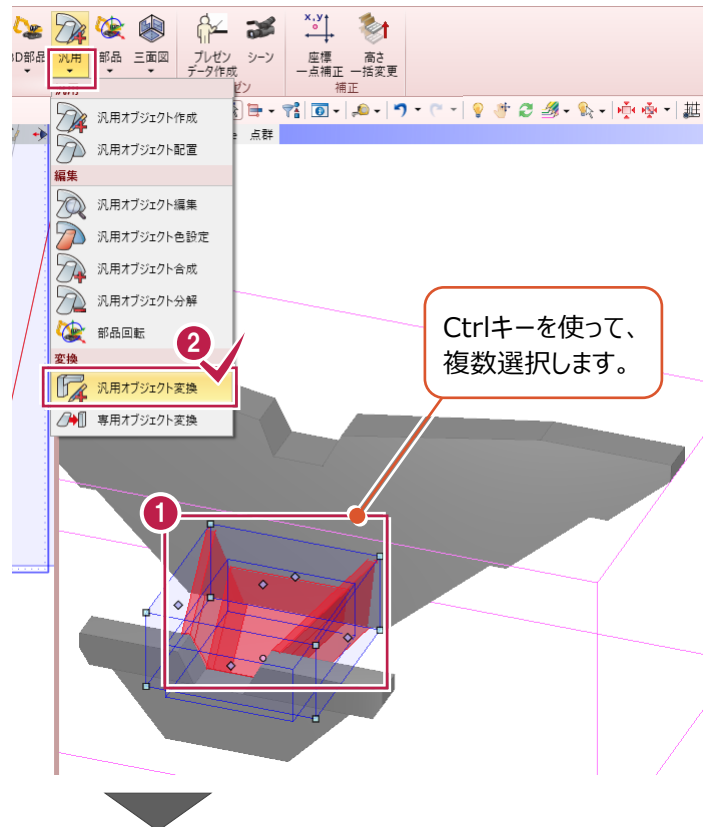 x,y
3D部品 汎用 部品 三面図 プレゼン シーン 座標 高さ
データ作成 一点補正 一括変更
補正
点群
汎用オブジェクト作成
汎用オブジェクト配置
編集
汎用オブジェクト編集
汎用オブジェクト色設定
汎用オブジェクト合成
汎用オブジェクト分解
部品回転
2
変換
汎用オブジェクト変換
専用オブジェクト変換
Ctrlキーを使って、
複数選択します。
1